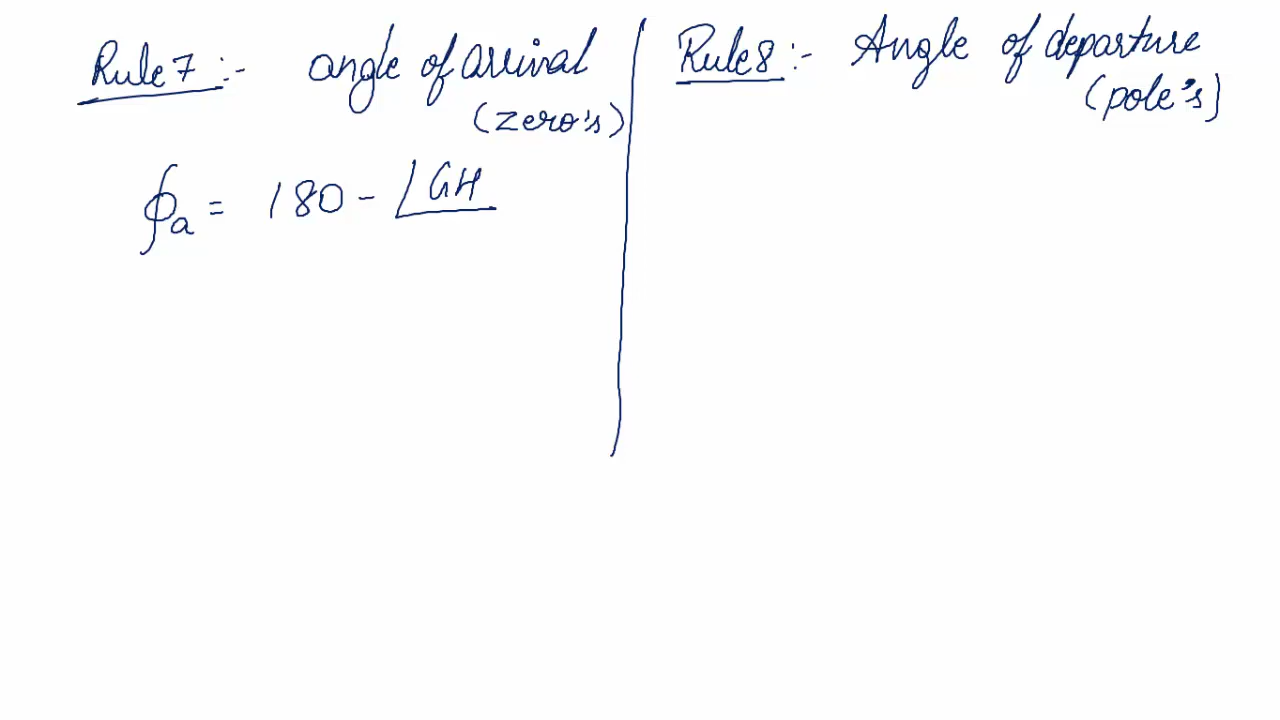 Rule 7 :- angle of arrival
(zero's)
ϕa = 180 - ∠GH
Rule 8 :- Angle of departure
(pole's)